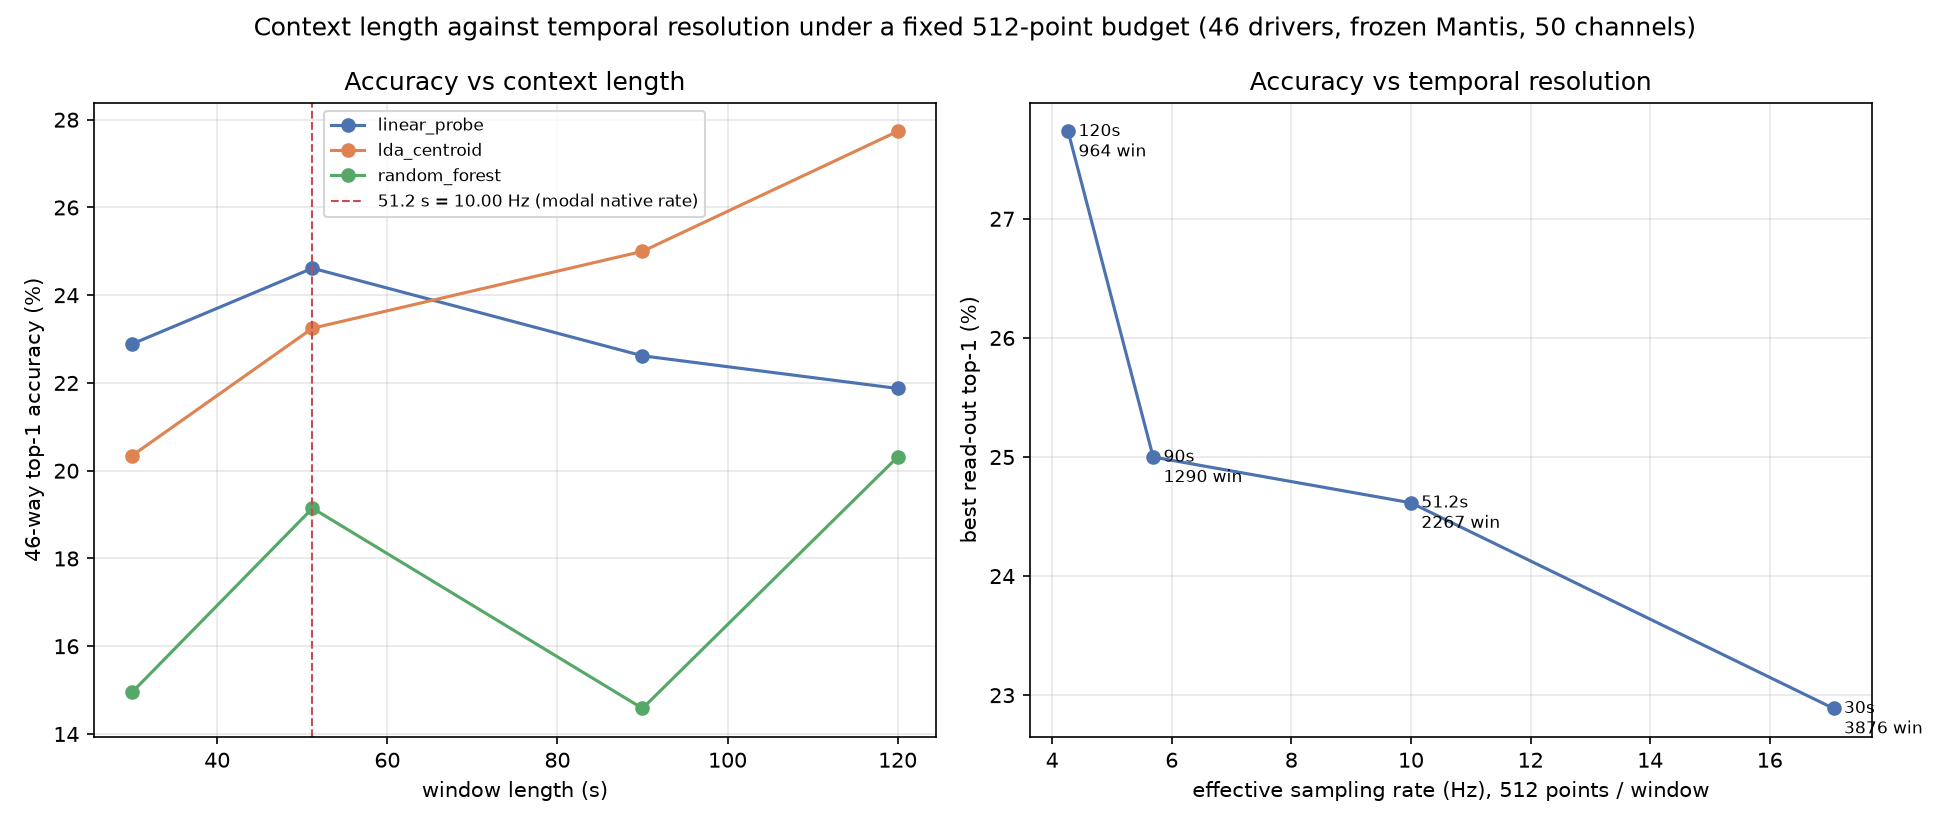 Context length against temporal resolution under a fixed 512-point budget (46 drivers, frozen Mantis, 50 channels)
Accuracy vs context length
28
26
24
22
20
18
16
14
46-way top-1 accuracy (%)
linear_probe
lda_centroid
random_forest
51.2 s = 10.00 Hz (modal native rate)
40
60
80
100
120
window length (s)
Accuracy vs temporal resolution
27
26
25
24
23
best read-out top-1 (%)
120s
964 win
90s
1290 win
51.2s
2267 win
30s
3876 win
4
6
8
10
12
14
16
effective sampling rate (Hz), 512 points / window